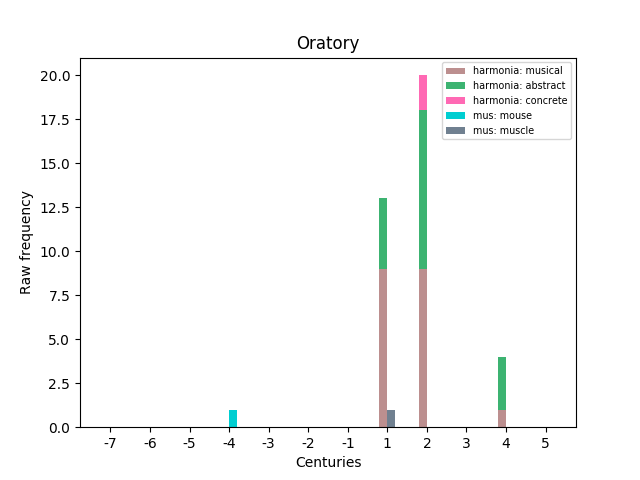 Oratory
harmonia: musical
harmonia: abstract
harmonia: concrete
mus: mouse
mus: muscle
20.0
17.5
15.0
12.5
10.0
7.5
5.0
2.5
0.0
Raw frequency
-7 -6 -5 -4 -3 -2 -1 1 2 3 4 5
Centuries